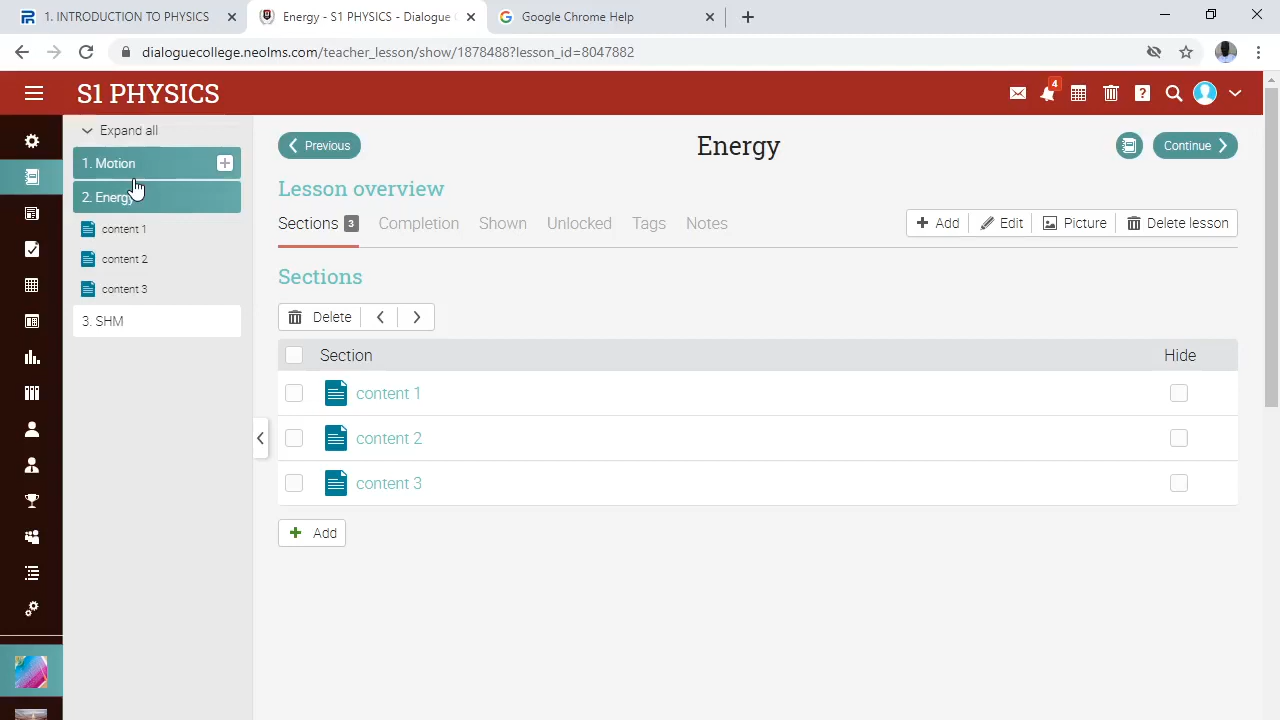 1. INTRODUCTION TO PHYSICS
Energy - S1 PHYSICS - Dialogue
Google Chrome Help
dialoguecollege.neolms.com/teacher_lesson/show/1878488?lesson_id=8047882
S1 PHYSICS
4
Expand all
1. Motion
2. Energy
content 1
content 2
content 3
3. SHM
Previous
Energy
Continue
Lesson overview
Sections 3 Completion Shown Unlocked Tags Notes
Add Edit Picture Delete lesson
Sections
Delete
Section Hide
content 1
content 2
content 3
Add